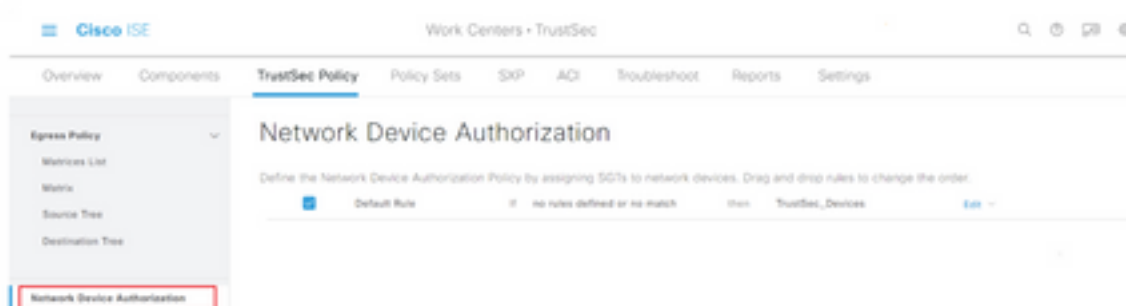 Cisco ISE
Work Centers · TrustSec
Overview Components TrustSec Policy Policy Sets SXP ACI Troubleshoot Reports Settings
Egress Policy
Matrices List
Matrix
Source Tree
Destination Tree
Network Device Authorization
Network Device Authorization
Define the Network Device Authorization Policy by assigning SGTs to network devices. Drag and drop rules to change the order.
Default Rule If no rules defined or no match then TrustSec_Devices Edit